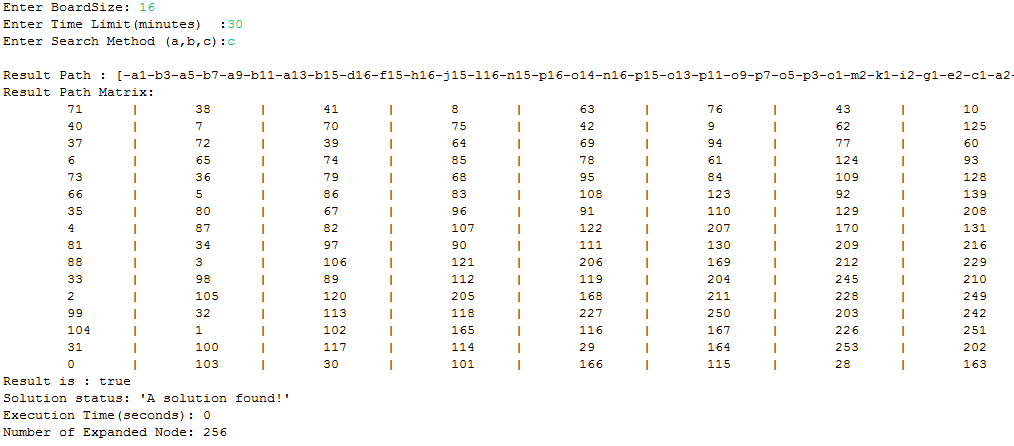 Enter BoardSize: 16
Enter Time Limit(minutes)  :30
Enter Search Method (a,b,c):c
Result Path : [-a1-b3-a5-b7-a9-b11-a13-b15-d16-f15-h16-j15-l16-n15-p16-o14-n16-p15-o13-p11-o9-p7-o5-p3-o1-m2-k1-i2-g1-e2-c1-a2-
Result Path Matrix:
71 | 38 | 41 | 8 | 63 | 76 | 43 | 10
40 | 7 | 70 | 75 | 42 | 9 | 62 | 125
37 | 72 | 39 | 64 | 69 | 94 | 77 | 60
6 | 65 | 74 | 85 | 78 | 61 | 124 | 93
73 | 36 | 79 | 68 | 95 | 84 | 109 | 128
66 | 5 | 86 | 83 | 108 | 123 | 92 | 139
35 | 80 | 67 | 96 | 91 | 110 | 129 | 208
4 | 87 | 82 | 107 | 122 | 207 | 170 | 131
81 | 34 | 97 | 90 | 111 | 130 | 209 | 216
88 | 3 | 106 | 121 | 206 | 169 | 212 | 229
33 | 98 | 89 | 112 | 119 | 204 | 245 | 210
2 | 105 | 120 | 205 | 168 | 211 | 228 | 249
99 | 32 | 113 | 118 | 227 | 250 | 203 | 242
104 | 1 | 102 | 165 | 116 | 167 | 226 | 251
31 | 100 | 117 | 114 | 29 | 164 | 253 | 202
0 | 103 | 30 | 101 | 166 | 115 | 28 | 163
Result is : true
Solution status: 'A solution found!'
Execution Time(seconds): 0
Number of Expanded Node: 256